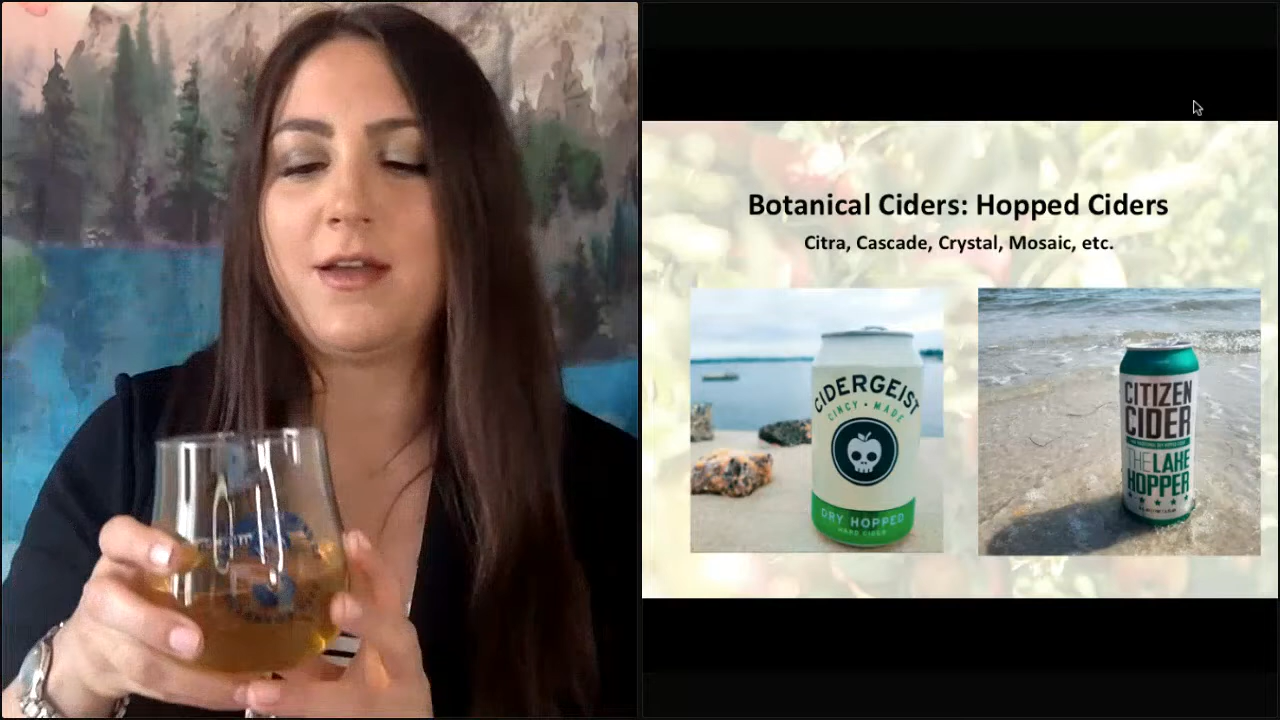 Botanical Ciders: Hopped Ciders
Citra, Cascade, Crystal, Mosaic, etc.
CIDERGEIST
CINCY • MADE
DRY HOPPED
HARD CIDER
CITIZEN
CIDER
THE LAKE
HOPPER